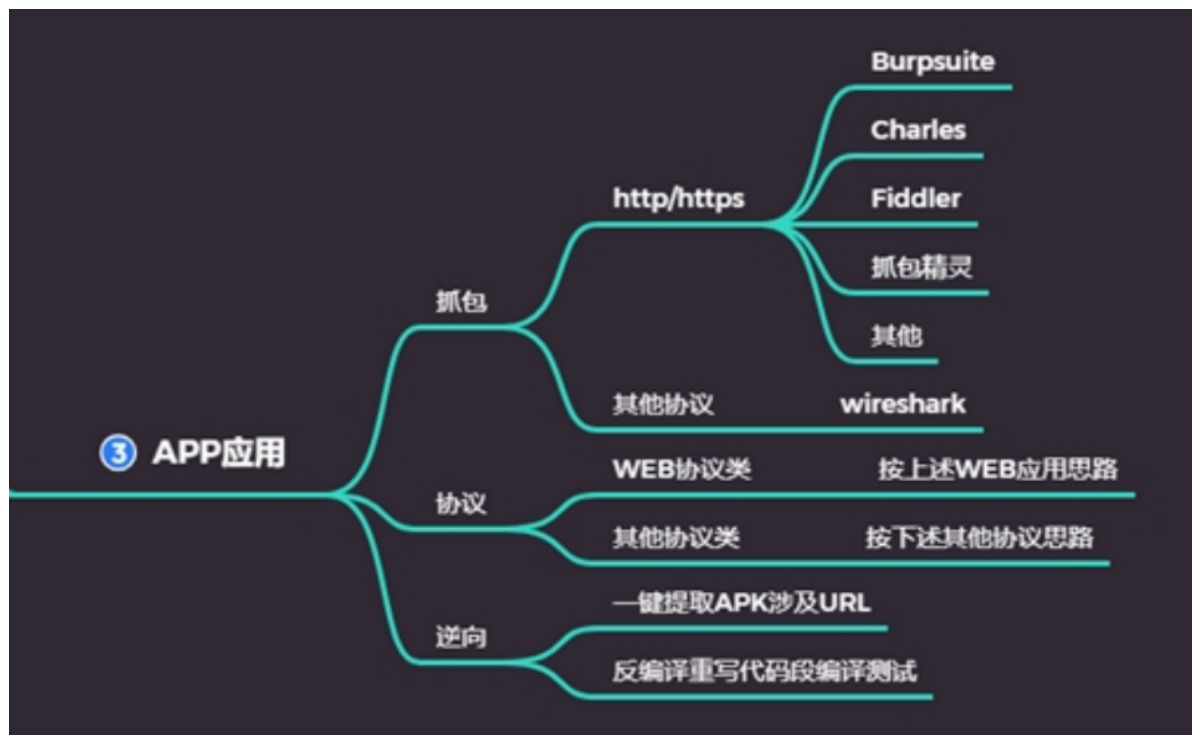 Burpsuite
Charles
http/https
Fiddler
抓包精灵
抓包
其他
其他协议 wireshark
③ APP应用
WEB协议类 按上述WEB应用思路
协议
其他协议类 按下述其他协议思路
一键提取APK涉及URL
逆向
反编译重写代码段编译测试